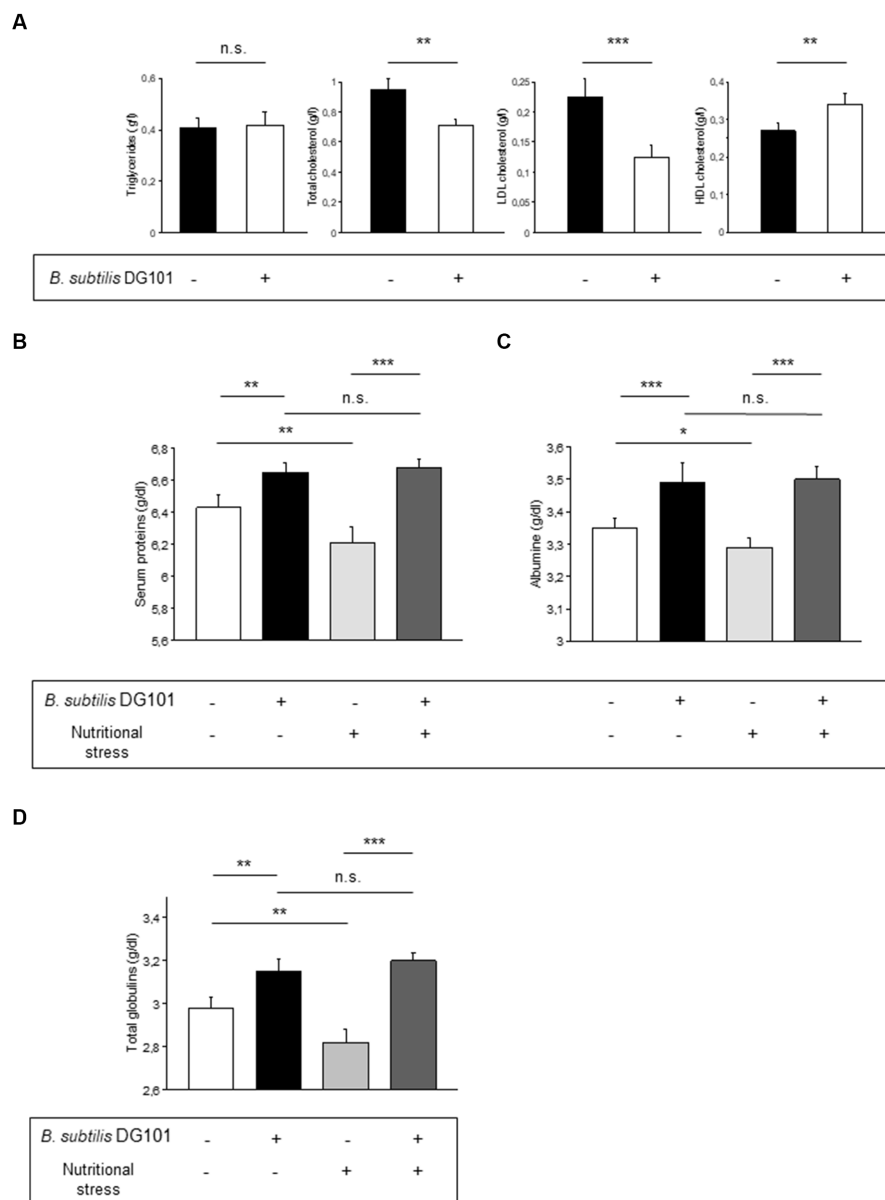 A
n.s.
**
***
**
Triglycerides (g/l)
0,6
0,4
0,2
0
Total cholesterol (g/l)
1
0,8
0,6
0,4
0,2
0
LDL cholesterol (g/l)
0,25
0,2
0,15
0,1
0,05
0
HDL cholesterol(g/l)
0,4
0,3
0,2
0,1
0
B. subtilis DG101 - + - + - + - +
B
***
**
n.s.
**
Serum proteins (g/dl)
6,8
6,6
6,4
6,2
6
5,8
5,6
C
***
***
n.s.
*
Albumine (g/dl)
3,6
3,5
3,4
3,3
3,2
3,1
3
B. subtilis DG101 - + - + - + - +
Nutritional - - + + - - + +
stress
D
***
**
n.s.
**
Total globulins (g/dl)
3,4
3,2
3
2,8
2,6
B. subtilis DG101 - + - +
Nutritional - - + +
stress